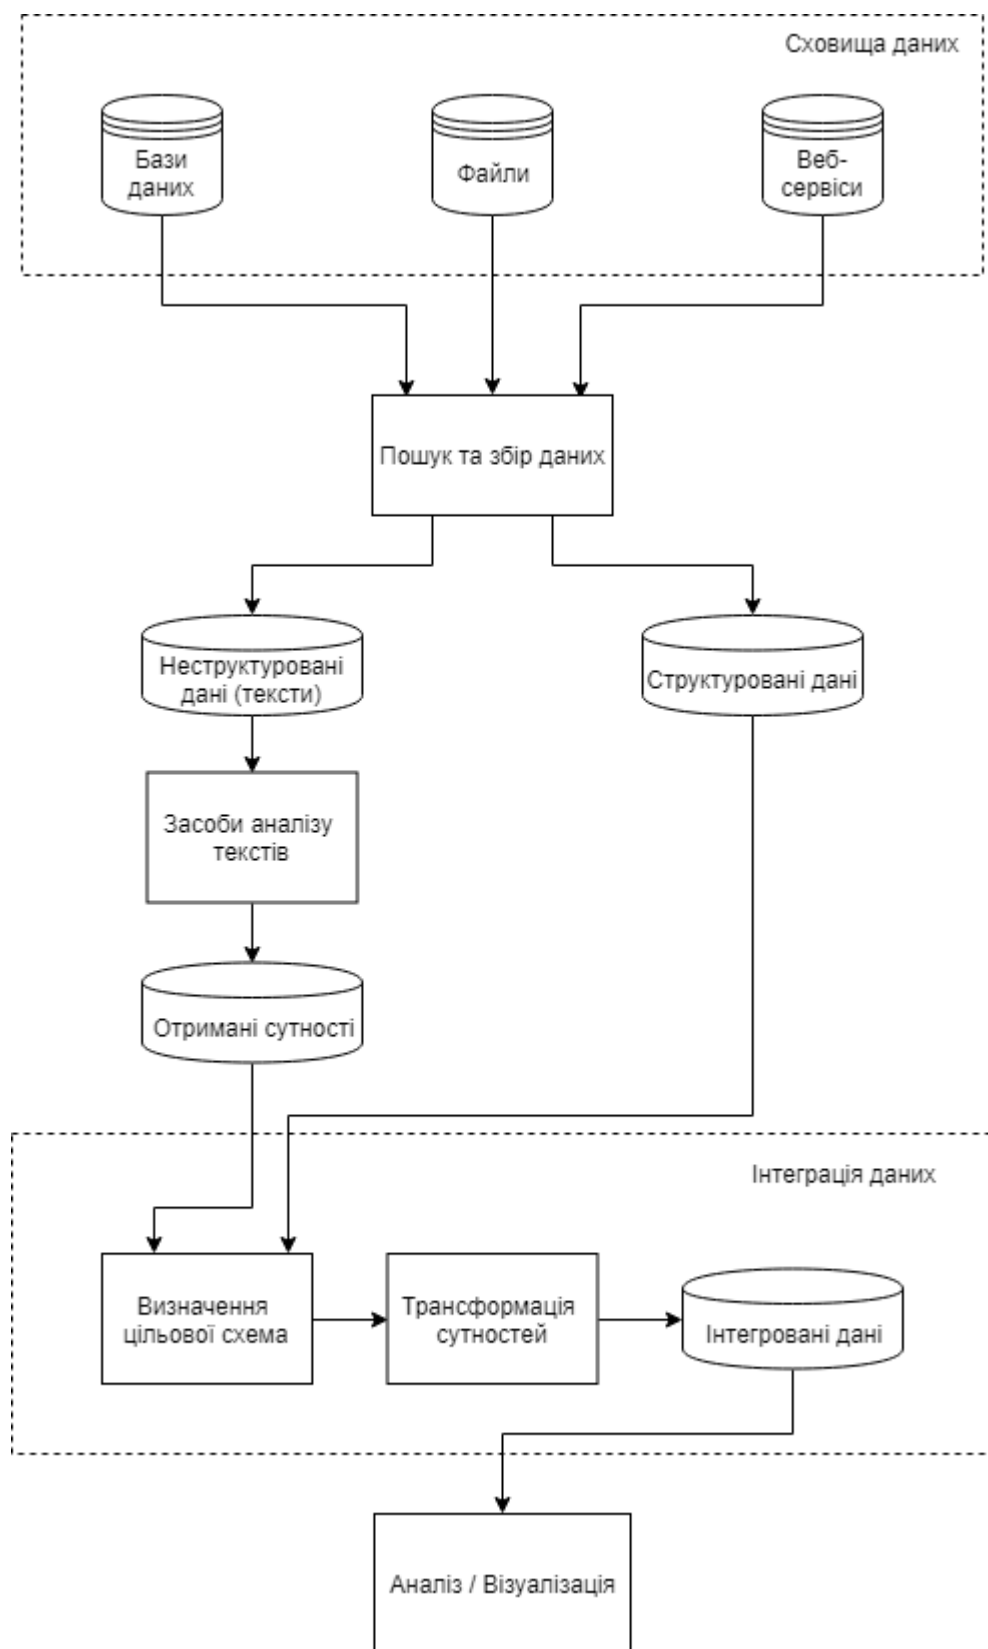 Сховища даних
Бази
даних
Файли
Веб-
сервіси
Пошук та збір даних
Неструктуровані
дані (тексти)
Структуровані дані
Засоби аналізу
текстів
Отримані сутності
Інтеграція даних
Визначення
цільової схема
Трансформація
сутностей
Інтегровані дані
Аналіз / Візуалізація